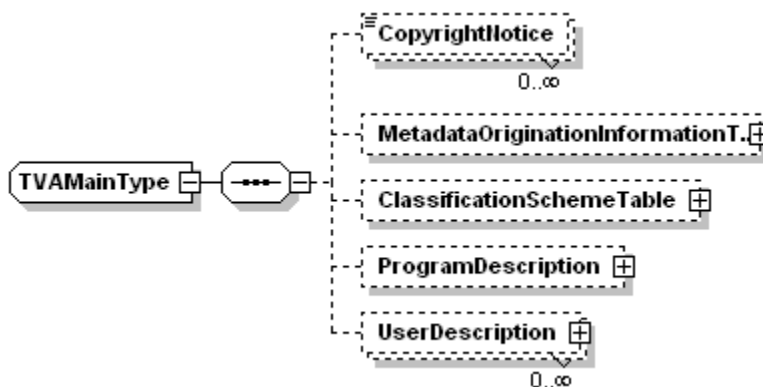 CopyrightNotice
0..∞
MetadataOriginationInformationT..
TVAMainType
ClassificationSchemeTable
ProgramDescription
UserDescription
0..∞